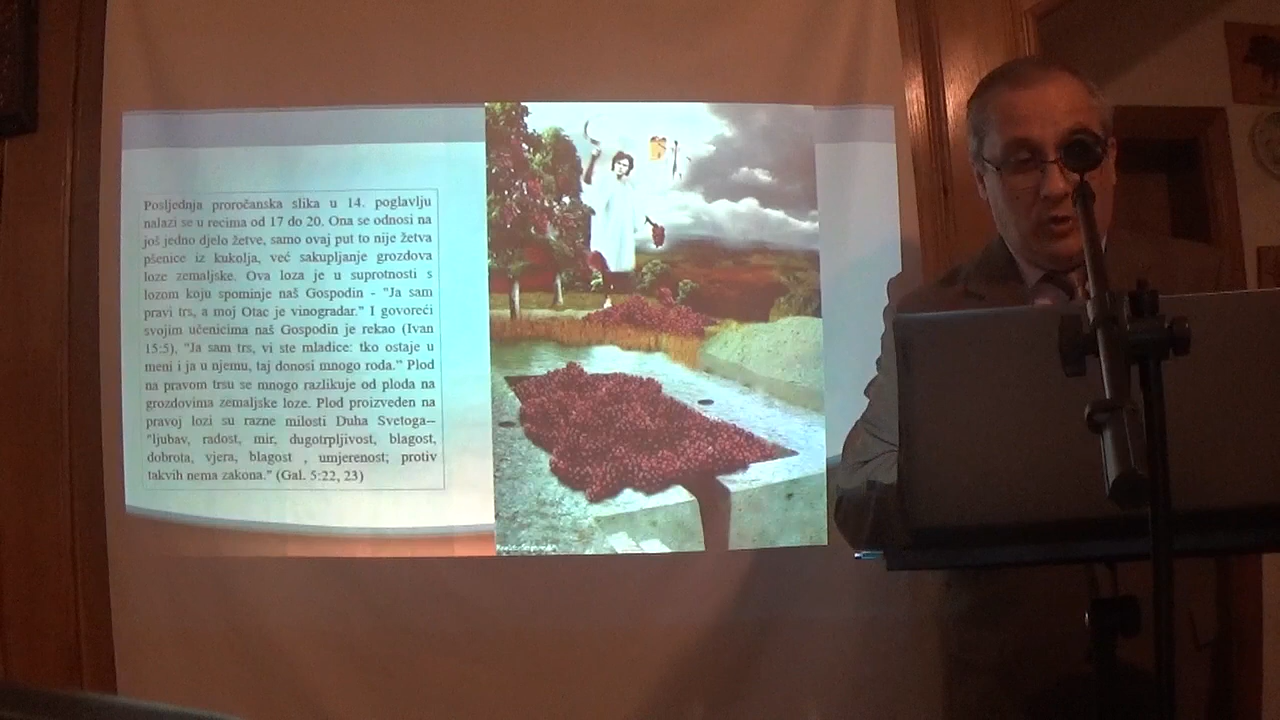 Posljednja proročanska slika u 14. poglavlju
nalazi se u recima od 17 do 20. Ona se odnosi na
još jedno djelo žetve, samo ovaj put to nije žetva
pšenice iz kukolja, već sakupljanje grozdova
loze zemaljske. Ova loza je u suprotnosti s
lozom koju spominje naš Gospodin - "Ja sam
pravi trs, a moj Otac je vinogradar." I govoreći
svojim učenicima naš Gospodin je rekao (Ivan
15:5), "Ja sam trs, vi ste mladice: tko ostaje u
meni i ja u njemu, taj donosi mnogo roda." Plod
na pravom trsu se mnogo razlikuje od ploda na
grozdovima zemaljske loze. Plod proizveden na
pravoj lozi su razne milosti Duha Svetoga--
"ljubav, radost, mir, dugotrpljivost, blagost,
dobrota, vjera, blagost , umjerenost; protiv
takvih nema zakona." (Gal. 5:22, 23)